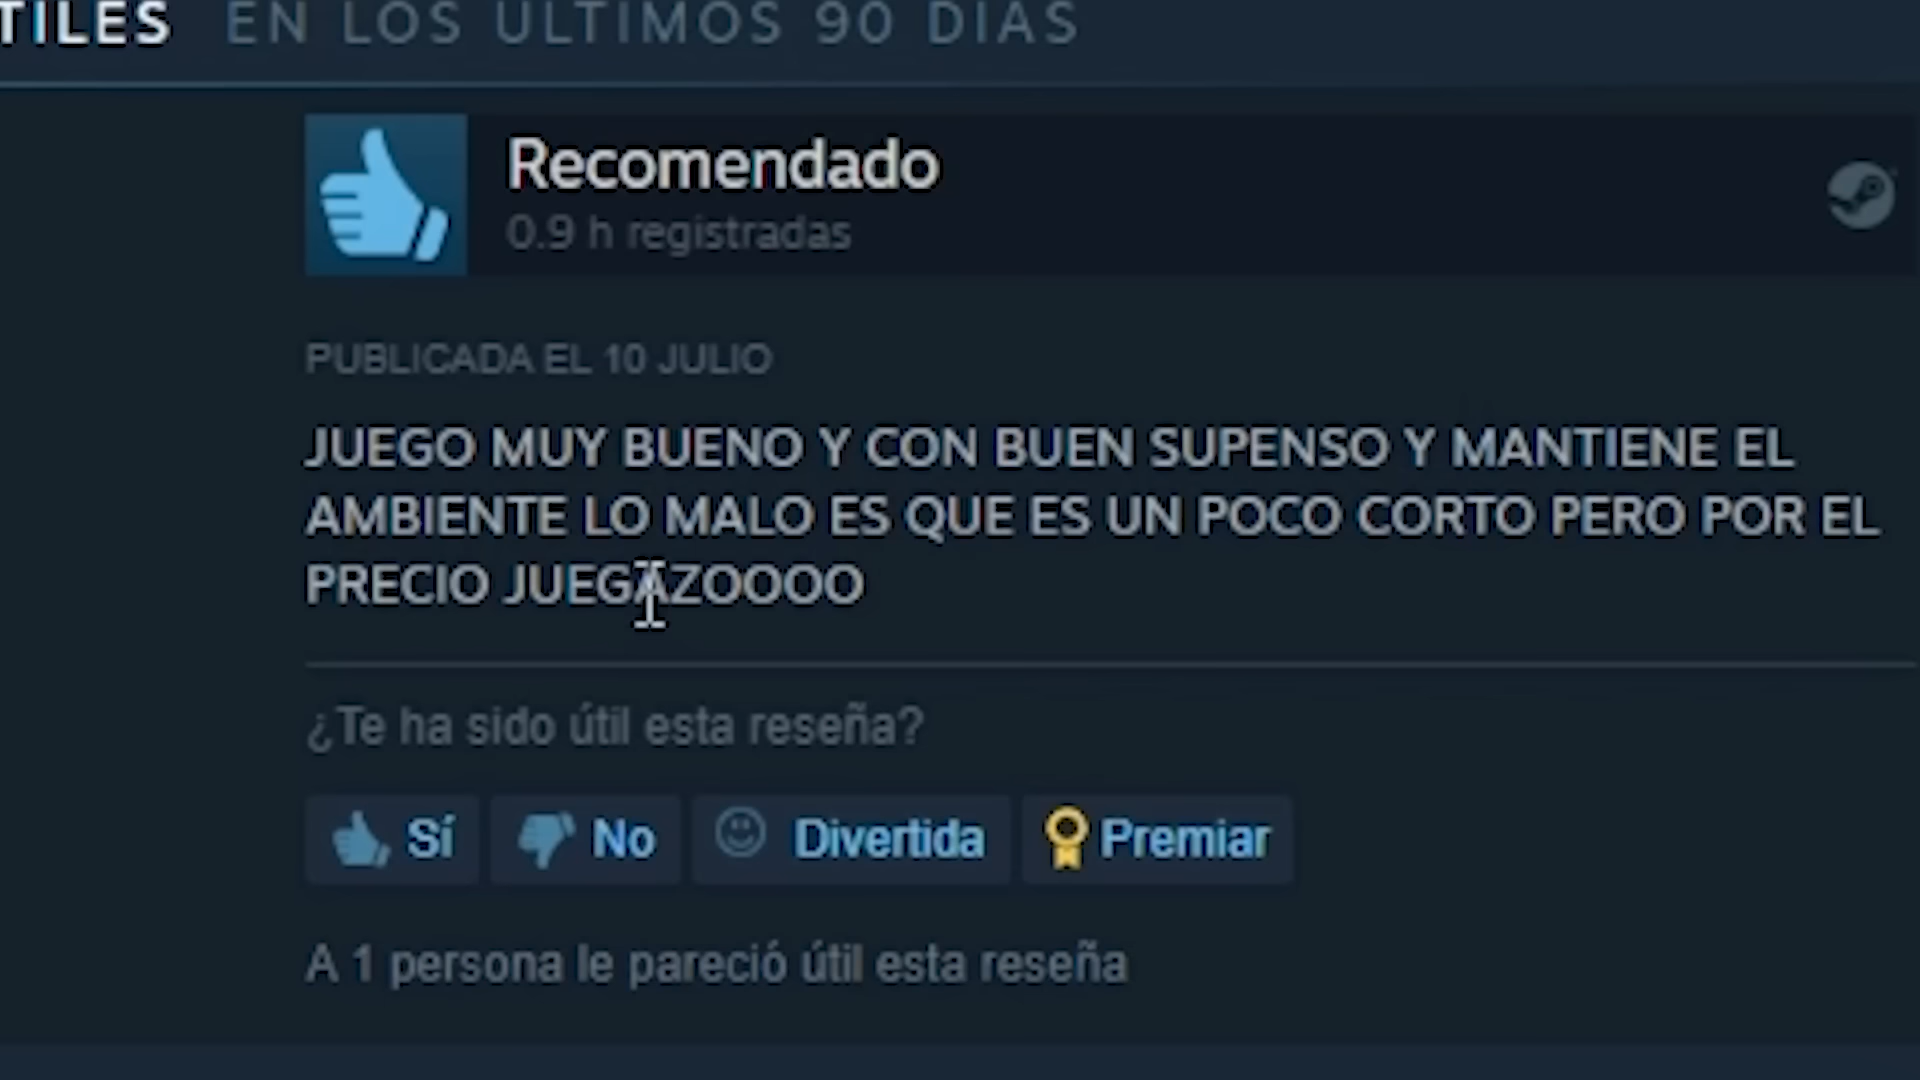 TILES EN LOS ÚLTIMOS 90 DÍAS
Recomendado
0.9 h registradas
PUBLICADA EL 10 JULIO
JUEGO MUY BUENO Y CON BUEN SUPENSO Y MANTIENE EL
AMBIENTE LO MALO ES QUE ES UN POCO CORTO PERO POR EL
PRECIO JUEGAZOOOO
¿Te ha sido útil esta reseña?
Sí No Divertida Premiar
A 1 persona le pareció útil esta reseña